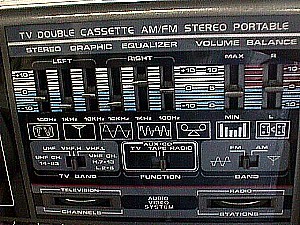 TV DOUBLE CASSETTE AM/FM STEREO PORTABLE
STEREO GRAPHIC EQUALIZER VOLUME BALANCE
LEFT RIGHT MAX R
+10 +10 +10
0 0
-10 -10
100Hz 1KHz 10KHz 100Hz 1KHz 10KHz MIN L
TV
AUX/CD
UHF VHF.H VHF.L TV TAPE RADIO FM AM
UHF CH. 14-83 VHF CH. H.7-13 L.2-6
TV BAND FUNCTION BAND
TELEVISION RADIO
AUDIO VIDEO SYSTEM
CHANNELS STATIONS